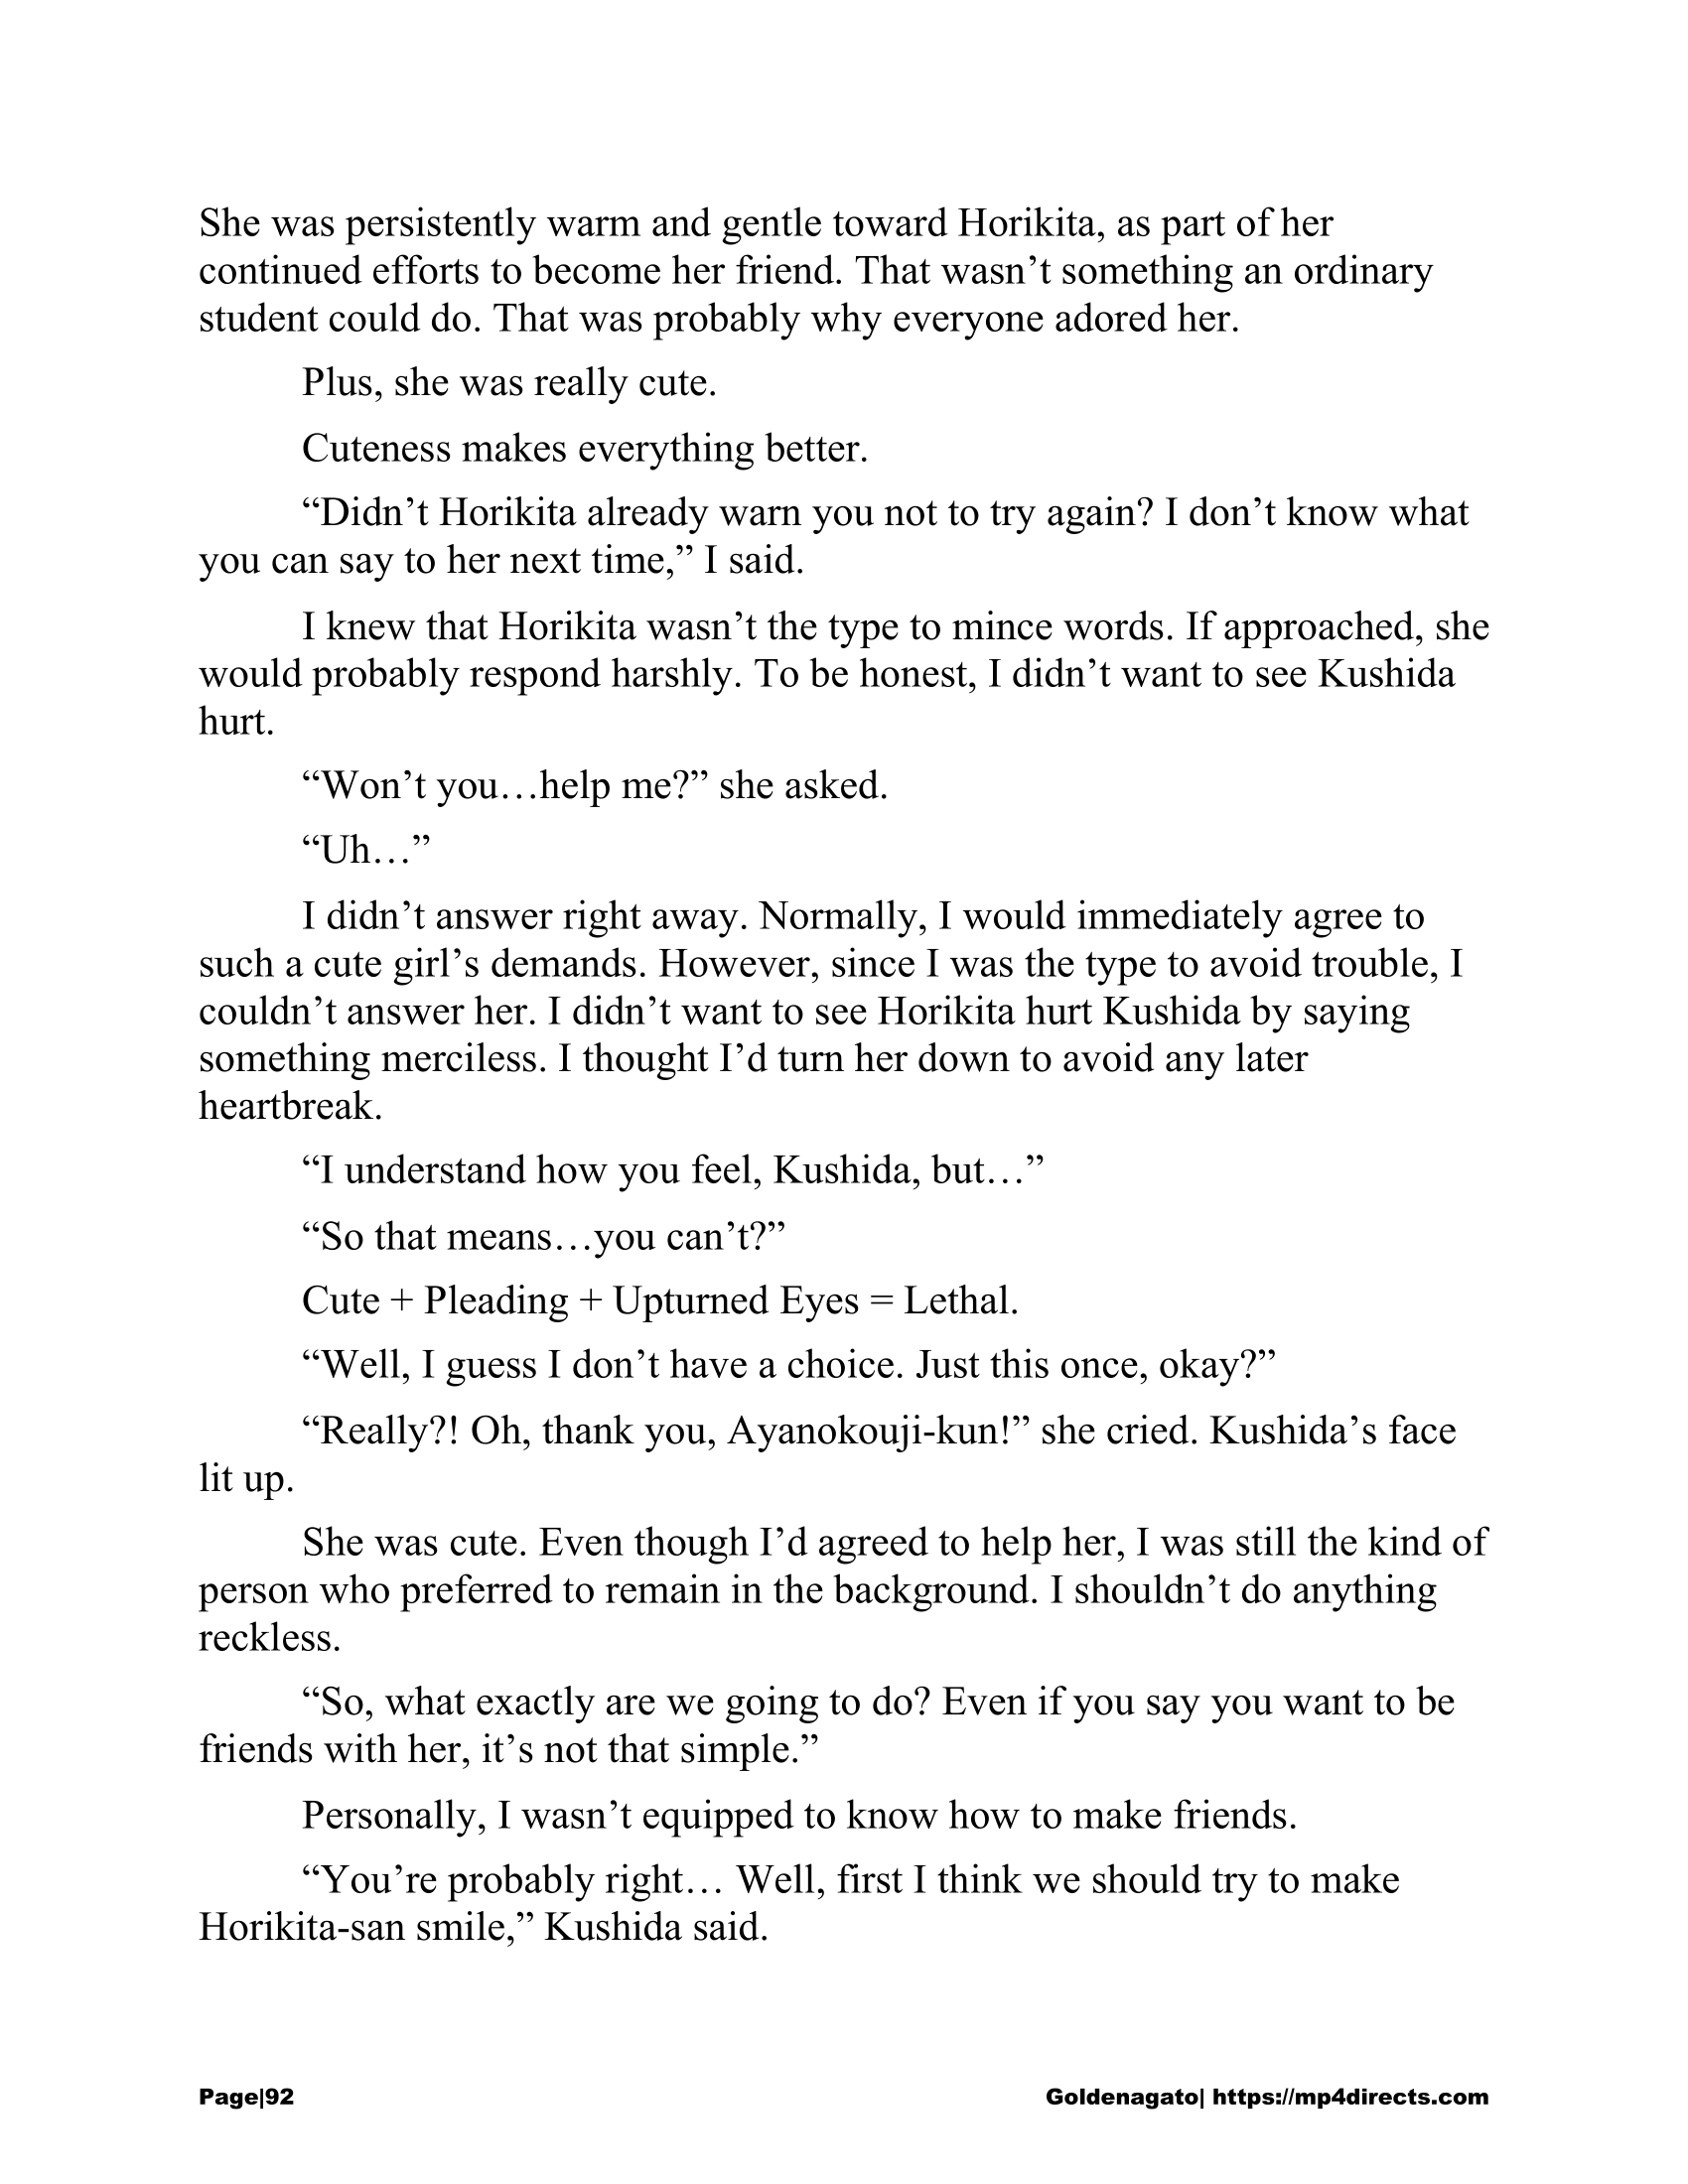 She was persistently warm and gentle toward Horikita, as part of her
continued efforts to become her friend. That wasn’t something an ordinary
student could do. That was probably why everyone adored her.
Plus, she was really cute.
Cuteness makes everything better.
“Didn’t Horikita already warn you not to try again? I don’t know what
you can say to her next time,” I said.
I knew that Horikita wasn’t the type to mince words. If approached, she
would probably respond harshly. To be honest, I didn’t want to see Kushida
hurt.
“Won’t you…help me?” she asked.
“Uh…”
I didn’t answer right away. Normally, I would immediately agree to
such a cute girl’s demands. However, since I was the type to avoid trouble, I
couldn’t answer her. I didn’t want to see Horikita hurt Kushida by saying
something merciless. I thought I’d turn her down to avoid any later
heartbreak.
“I understand how you feel, Kushida, but…”
“So that means…you can’t?”
Cute + Pleading + Upturned Eyes = Lethal.
“Well, I guess I don’t have a choice. Just this once, okay?”
“Really?! Oh, thank you, Ayanokouji-kun!” she cried. Kushida’s face
lit up.
She was cute. Even though I’d agreed to help her, I was still the kind of
person who preferred to remain in the background. I shouldn’t do anything
reckless.
“So, what exactly are we going to do? Even if you say you want to be
friends with her, it’s not that simple.”
Personally, I wasn’t equipped to know how to make friends.
“You’re probably right… Well, first I think we should try to make
Horikita-san smile,” Kushida said.
Page|92 Goldenagato| https://mp4directs.com